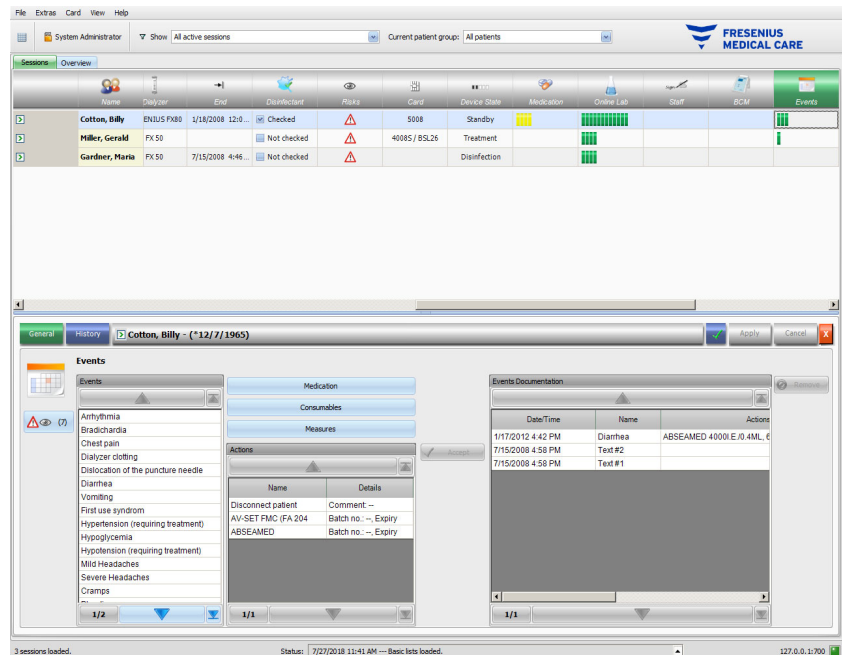 File Extras Card View Help
System Administrator Show All active sessions Current patient group: All patients
FRESENIUS
MEDICAL CARE
Sessions Overview
Name Dialyzer End Disinfectant Risks Card Device State Medication Online Lab Staff BCM Events
Cotton, Billy ENIUS FX80 1/18/2008 12:0... Checked 5008 Standby
Miller, Gerald FX 50 Not checked 4008S / BSL26 Treatment
Gardner, Maria FX 50 7/15/2008 4:46... Not checked Disinfection
General History Cotton, Billy - (*12/7/1965) Apply Cancel X
Events
Events Medication Events Documentation Removal
Consumables
Measures
(7)
Arrhythmia
Bradichardia
Chest pain
Dialyzer clotting
Dislocation of the puncture needle
Diarrhea
Vomiting
First use syndrom
Hypertension (requiring treatment)
Hypoglycemia
Hypotension (requiring treatment)
Mild Headaches
Severe Headaches
Cramps
1/2
Actions Accept
Name Details
Disconnect patient Comment: --
AV-SET FMC (FA 204 Batch no.: --, Expiry
ABSEAMED Batch no.: --, Expiry
1/1
Date/Time Name Actions
1/17/2012 4:42 PM Diarrhea ABSEAMED 4000I.E./0.4ML, 6
7/15/2008 4:58 PM Text #2
7/15/2008 4:58 PM Text #1
1/1
3 sessions loaded. Status: 7/27/2018 11:41 AM --- Basic lists loaded. 127.0.0.1:700